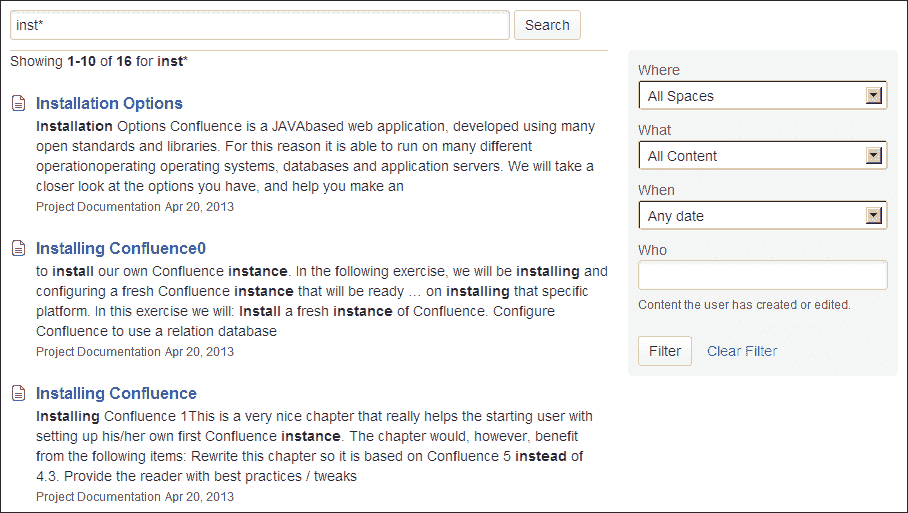 inst*
Search
Showing 1-10 of 16 for inst*
Installation Options
Installation Options Confluence is a JAVAbased web application, developed using many
open standards and libraries. For this reason it is able to run on many different
operationoperating operating systems, databases and application servers. We will take a
closer look at the options you have, and help you make an
Project Documentation Apr 20, 2013
Installing Confluence0
to install our own Confluence instance. In the following exercise, we will be installing and
configuring a fresh Confluence instance that will be ready ... on installing that specific
platform. In this exercise we will: Install a fresh instance of Confluence. Configure
Confluence to use a relation database
Project Documentation Apr 20, 2013
Installing Confluence
Installing Confluence 1This is a very nice chapter that really helps the starting user with
setting up his/her own first Confluence instance. The chapter would, however, benefit
from the following items: Rewrite this chapter so it is based on Confluence 5 instead of
4.3. Provide the reader with best practices / tweaks
Project Documentation Apr 20, 2013
Where
All Spaces
What
All Content
When
Any date
Who
Content the user has created or edited.
Filter
Clear Filter